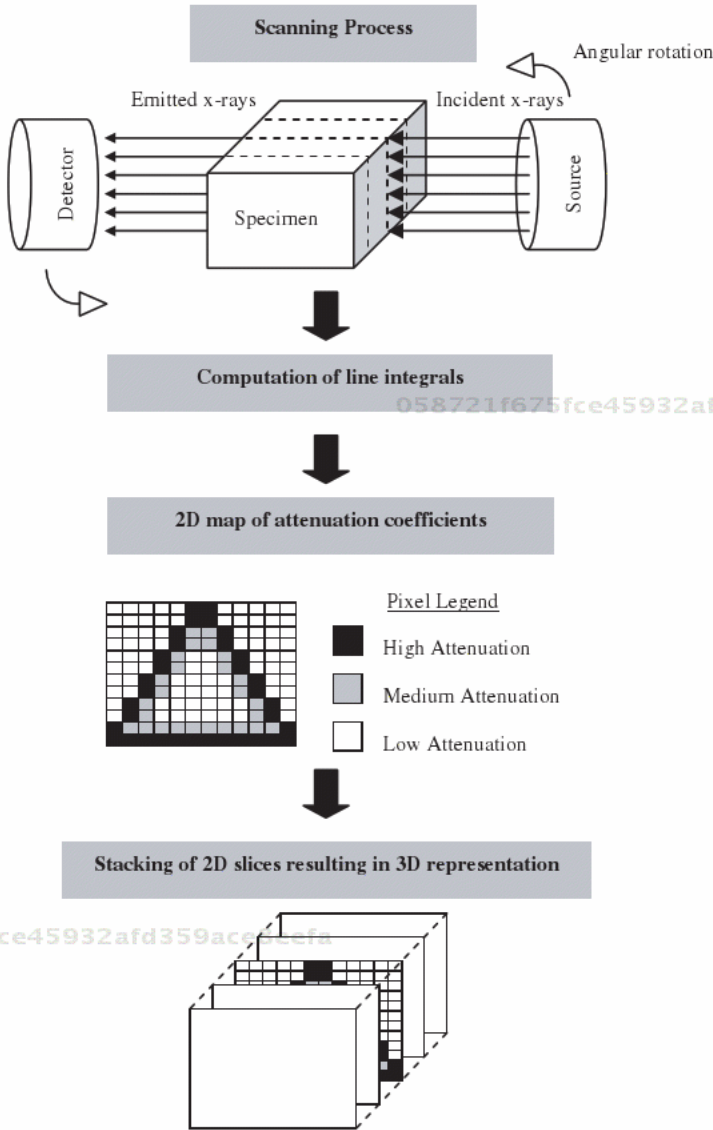 Scanning Process
Angular rotation
Emitted x-rays
Incident x-rays
Detector
Specimen
Source
Computation of line integrals
058721f675fce45932af
2D map of attenuation coefficients
Pixel Legend
High Attenuation
Medium Attenuation
Low Attenuation
Stacking of 2D slices resulting in 3D representation
ce45932afd359ace8eefa